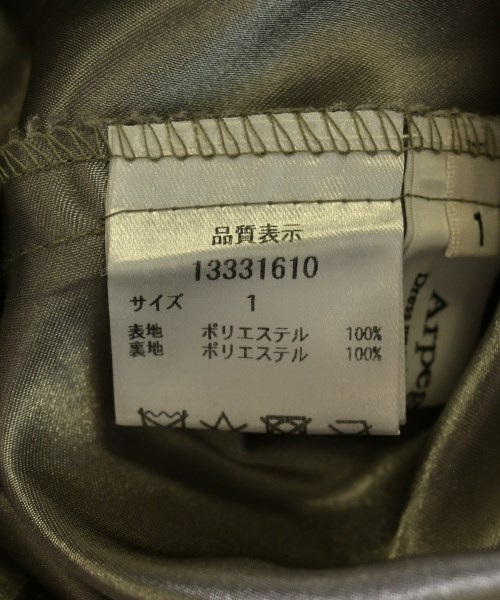 品質表示
13331610
サイズ 1
表地 ポリエステル 100%
裏地 ポリエステル 100%
1